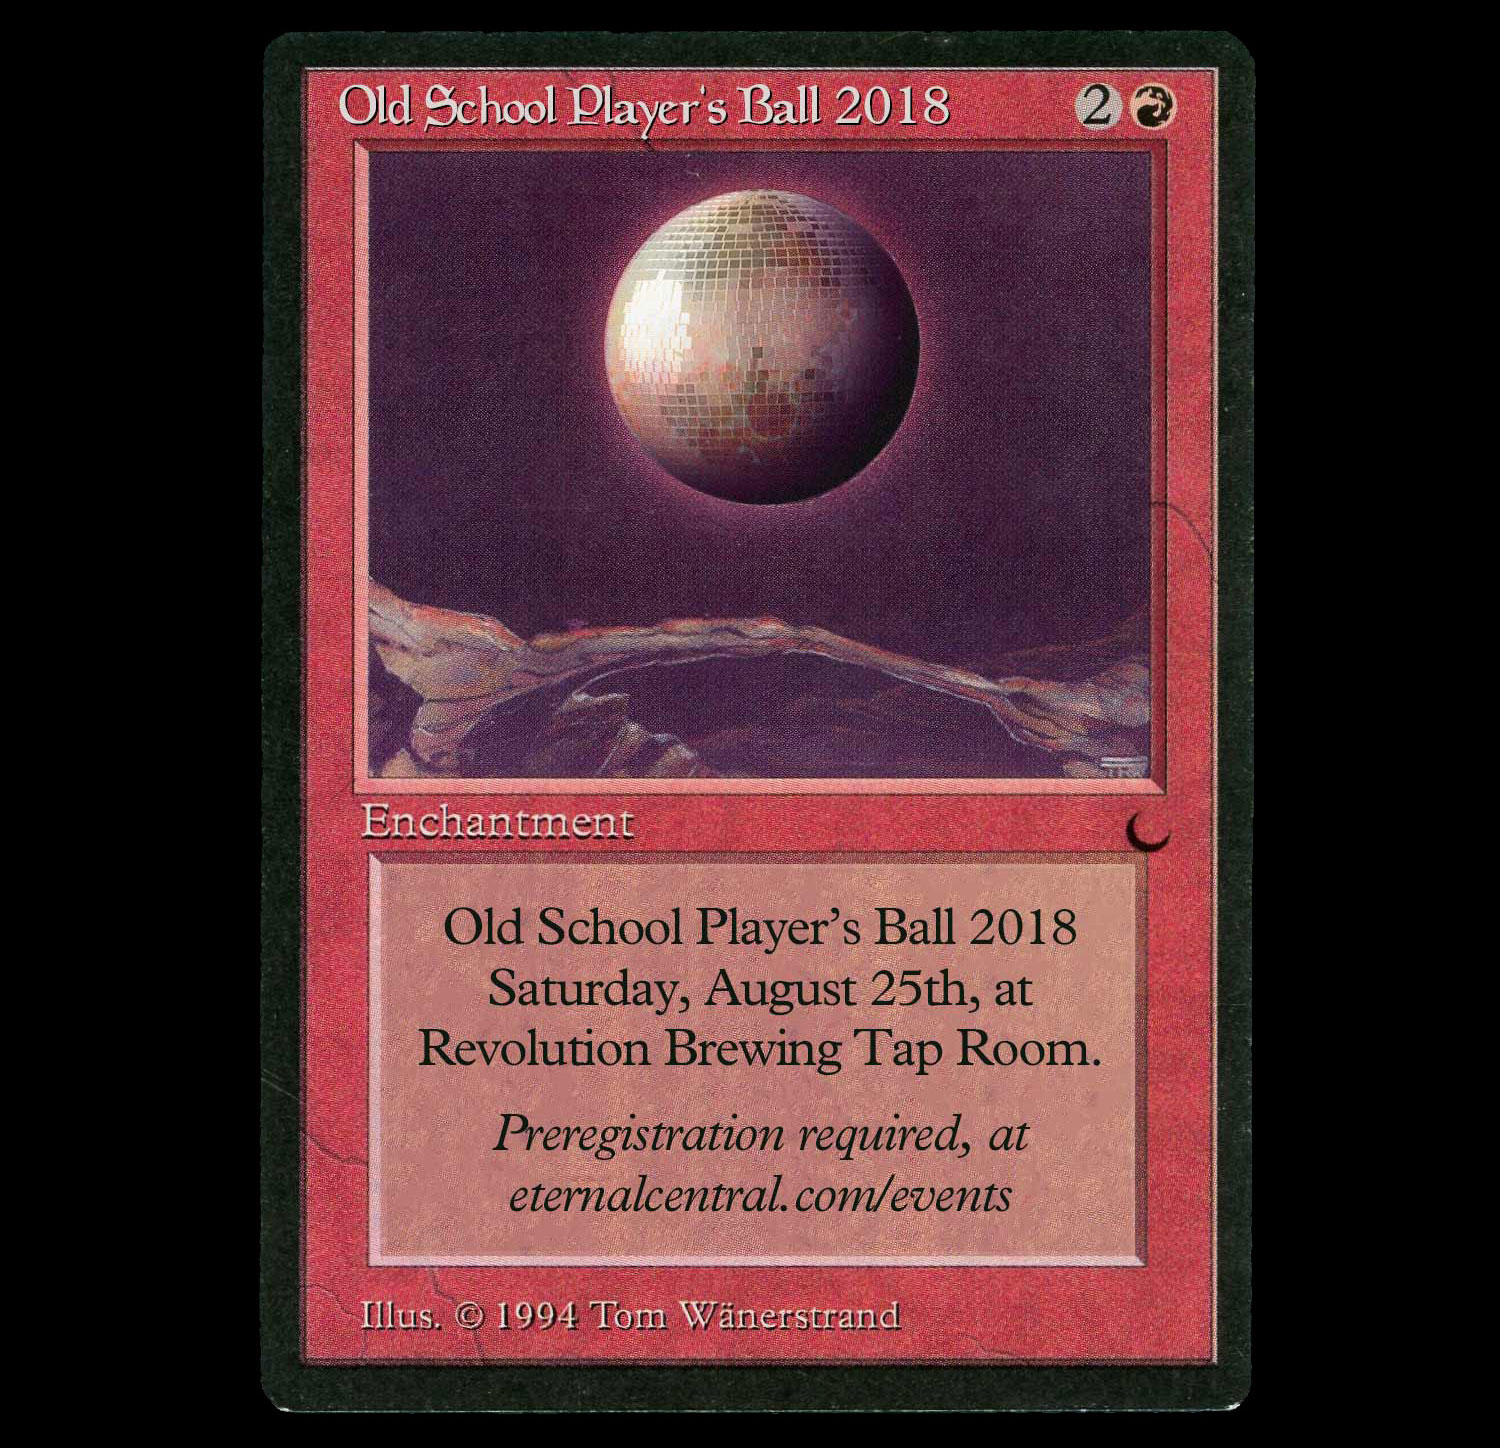 Old School Player's Ball 2018 2
Enchantment
Old School Player’s Ball 2018
Saturday, August 25th, at
Revolution Brewing Tap Room.
Preregistration required, at
eternalcentral.com/events
Illus. © 1994 Tom Wänerstrand